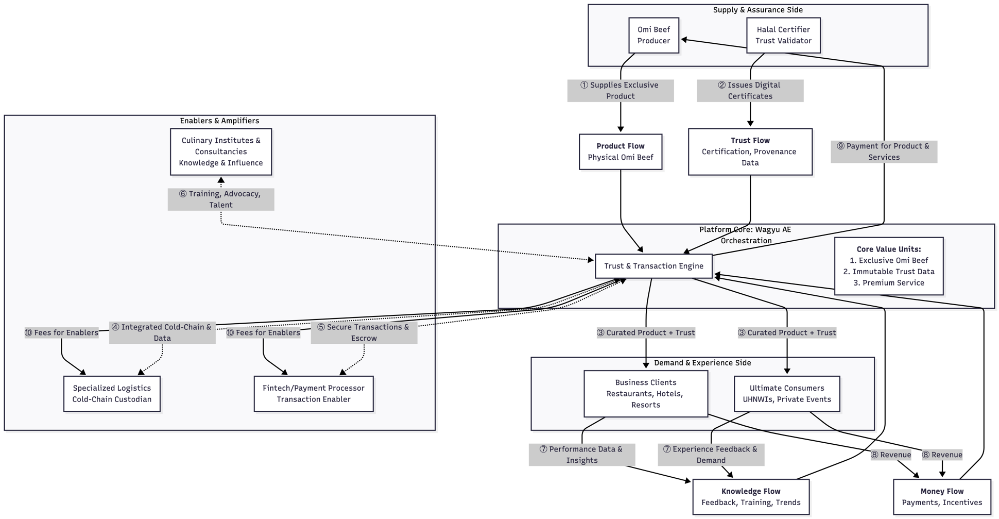 Supply & Assurance Side
Omi Beef
Producer
Halal Certifier
Trust Validator
① Supplies Exclusive
Product
② Issues Digital
Certificates
Enablers & Amplifiers
Culinary Institutes &
Consultancies
Knowledge & Influence
Product Flow
Physical Omi Beef
Trust Flow
Certification, Provenance
Data
⑨ Payment for Product &
Services
⑥ Training, Advocacy,
Talent
Platform Core: Wagyu AE
Orchestration
Trust & Transaction Engine
Core Value Units:
1. Exclusive Omi Beef
2. Immutable Trust Data
3. Premium Service
⑩ Fees for Enablers
④ Integrated Cold-Chain &
Data
⑩ Fees for Enablers
⑤ Secure Transactions &
Escrow
③ Curated Product + Trust
③ Curated Product + Trust
Specialized Logistics
Cold-Chain Custodian
Fintech/Payment Processor
Transaction Enabler
Demand & Experience Side
Business Clients
Restaurants, Hotels,
Resorts
Ultimate Consumers
UHNWIs, Private Events
⑦ Performance Data &
Insights
⑦ Experience Feedback &
Demand
⑧ Revenue
⑧ Revenue
Knowledge Flow
Feedback, Training, Trends
Money Flow
Payments, Incentives